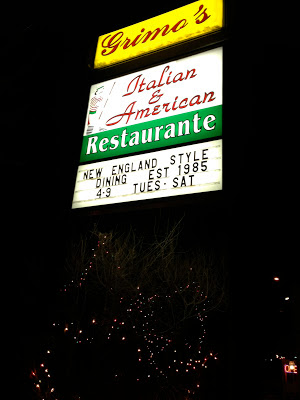 Grimo's
Italian
&
American
Restaurante
NEW ENGLAND STYLE
DINING EST 1985
4-9 TUES-SAT